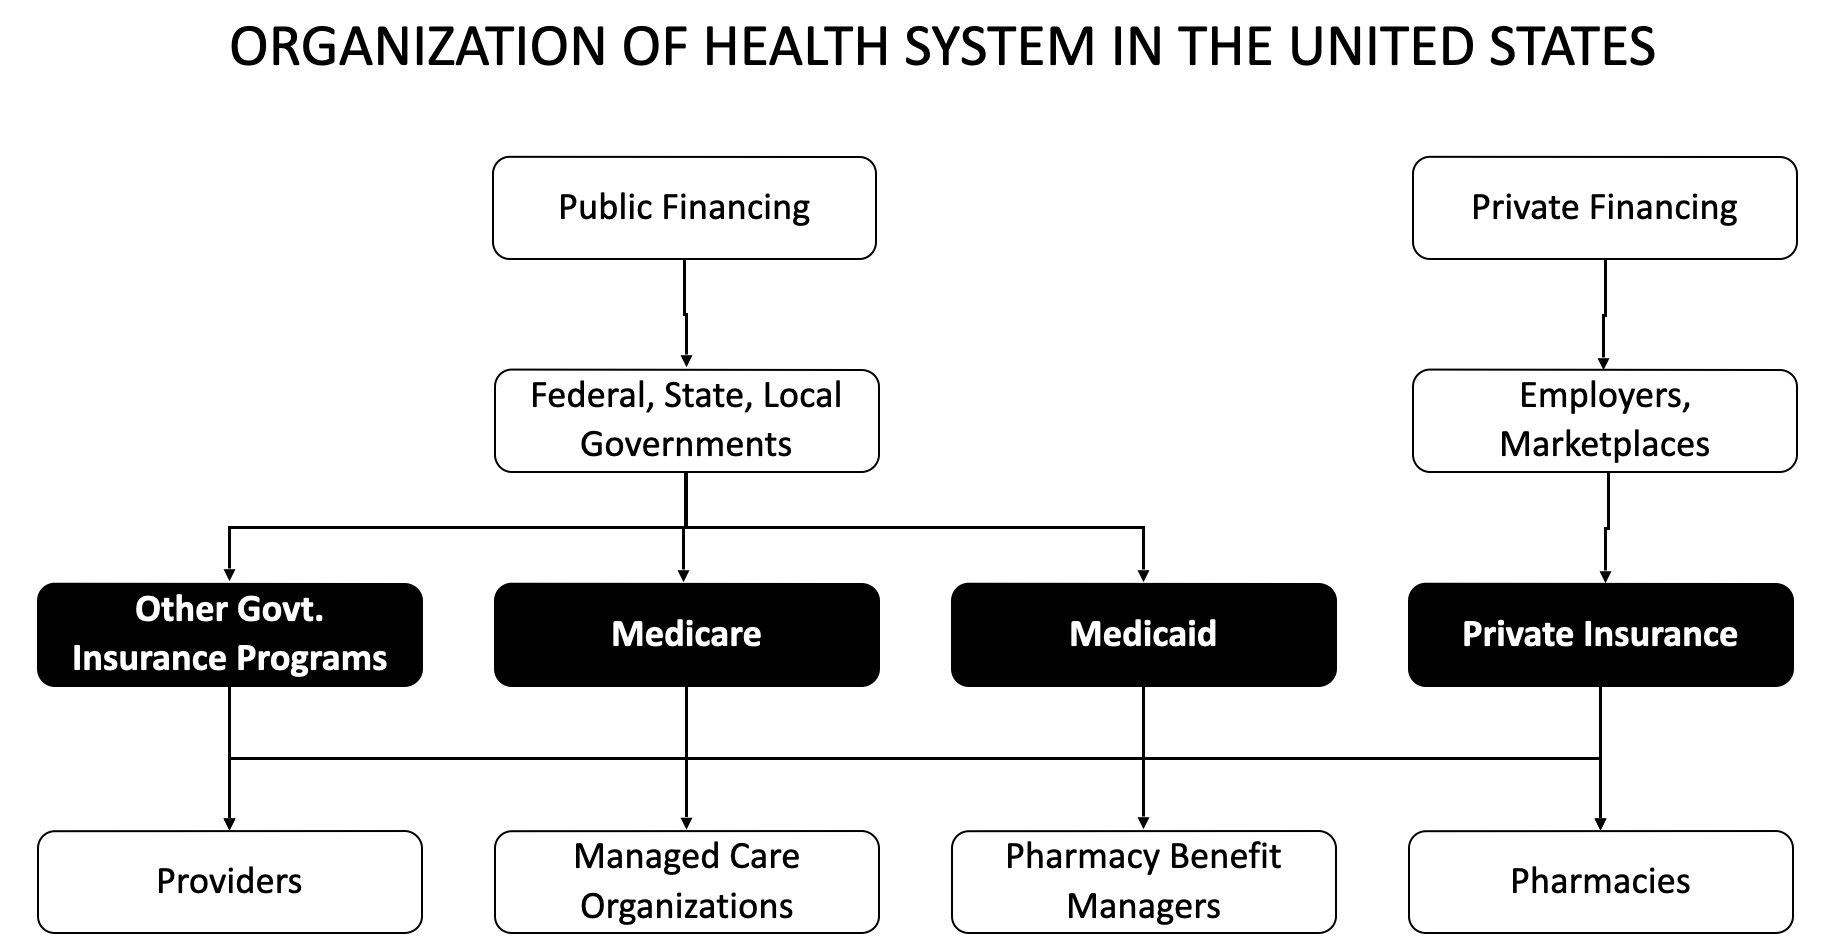 ORGANIZATION OF HEALTH SYSTEM IN THE UNITED STATES
Public Financing
Private Financing
Federal, State, Local
Governments
Employers,
Marketplaces
Other Govt.
Insurance Programs
Medicare
Medicaid
Private Insurance
Providers
Managed Care
Organizations
Pharmacy Benefit
Managers
Pharmacies